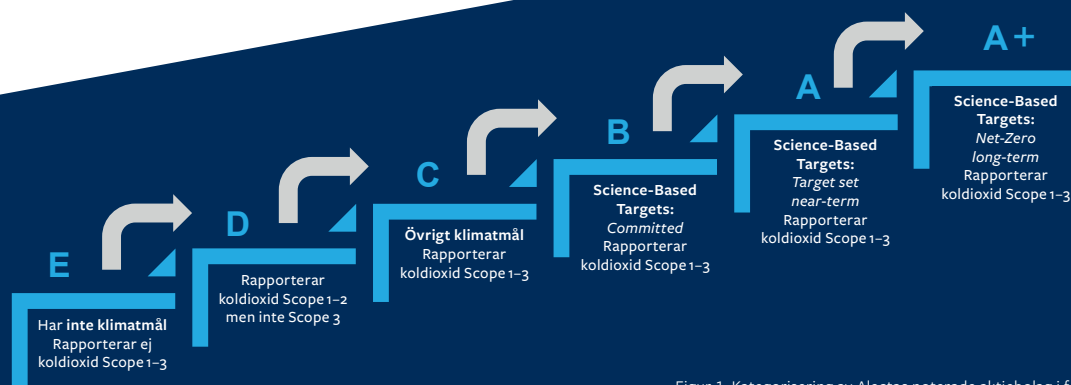 E
Har inte klimatmål
Rapporterar ej
koldioxid Scope 1–3
D
Rapporterar
koldioxid Scope 1–2
men inte Scope 3
C
Övrigt klimatmål
Rapporterar
koldioxid Scope 1–3
B
Science-Based
Targets:
Committed
Rapporterar
koldioxid Scope 1–3
A
Science-Based
Targets:
Target set
near-term
Rapporterar
koldioxid Scope 1–3
A+
Science-Based
Targets:
Net-Zero
long-term
Rapporterar
koldioxid Scope 1–3